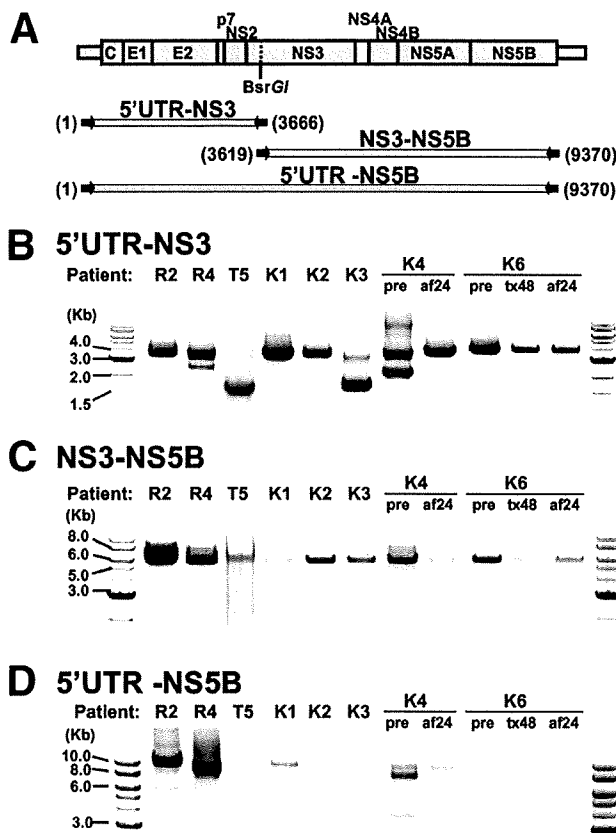 A
p7
NS2
NS4A
NS4B
C E1 E2 NS3 NS5A NS5B
BsrGI
5'UTR-NS3
(1) (3666)
NS3-NS5B
(3619) (9370)
5'UTR -NS5B
(1) (9370)
B 5'UTR-NS3
Patient: R2 R4 T5 K1 K2 K3 K4 K6
pre af24 pre tx48 af24
(Kb)
4.0
3.0
2.0
1.5
C NS3-NS5B
Patient: R2 R4 T5 K1 K2 K3 K4 K6
pre af24 pre tx48 af24
(Kb)
8.0
6.0
5.0
3.0
D 5'UTR -NS5B
Patient: R2 R4 T5 K1 K2 K3 K4 K6
pre af24 pre tx48 af24
(Kb)
10.0
8.0
6.0
3.0